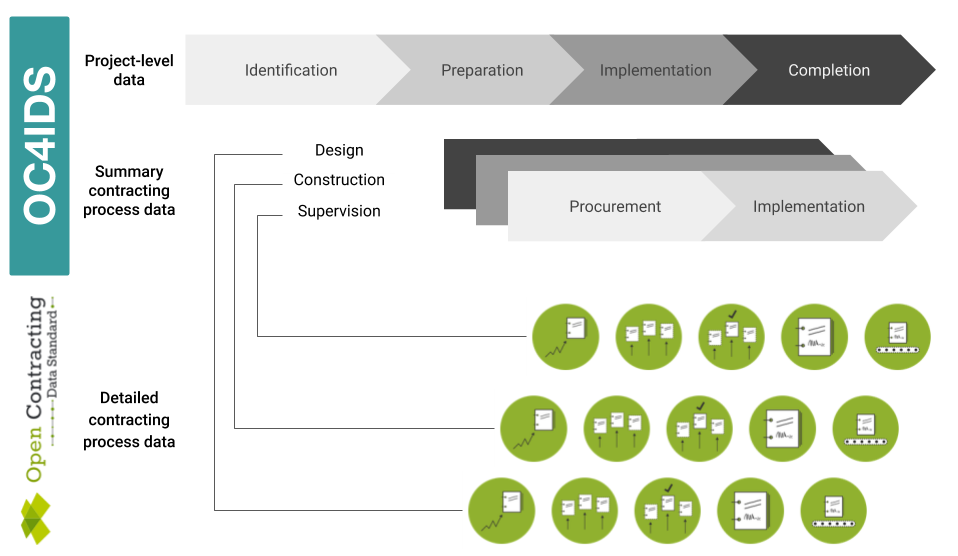 OC4IDS
Project-level
data
Identification
Preparation
Implementation
Completion
Summary
contracting
process data
Design
Construction
Supervision
Procurement
Implementation
Open Contracting
Data Standard
Detailed
contracting
process data